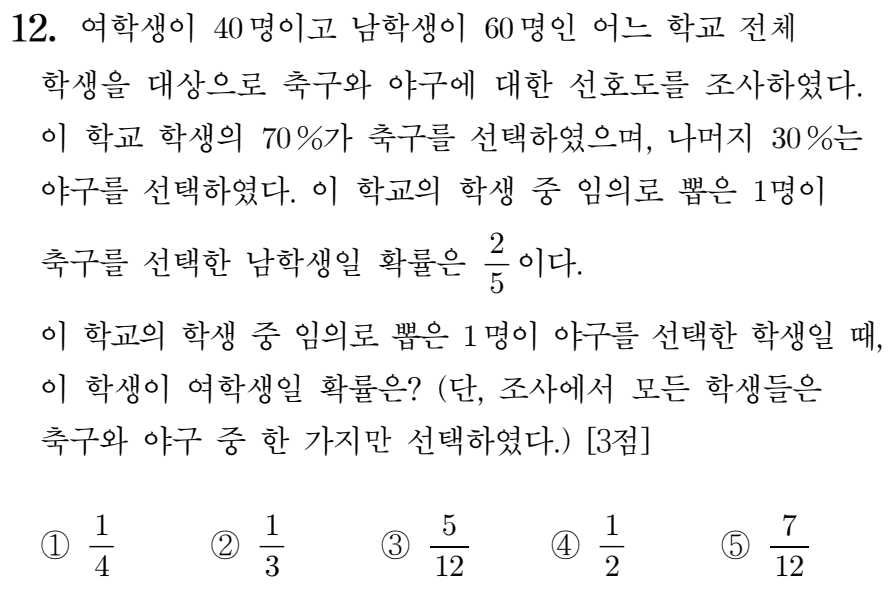 12. 여학생이 40명이고 남학생이 60명인 어느 학교 전체
학생을 대상으로 축구와 야구에 대한 선호도를 조사하였다.
이 학교 학생의 70%가 축구를 선택하였으며, 나머지 30%는
야구를 선택하였다. 이 학교의 학생 중 임의로 뽑은 1명이
축구를 선택한 남학생일 확률은 2/5이다.
이 학교의 학생 중 임의로 뽑은 1명이 야구를 선택한 학생일 때,
이 학생이 여학생일 확률은? (단, 조사에서 모든 학생들은
축구와 야구 중 한 가지만 선택하였다.) [3점]
① 1/4 ② 1/3 ③ 5/12 ④ 1/2 ⑤ 7/12